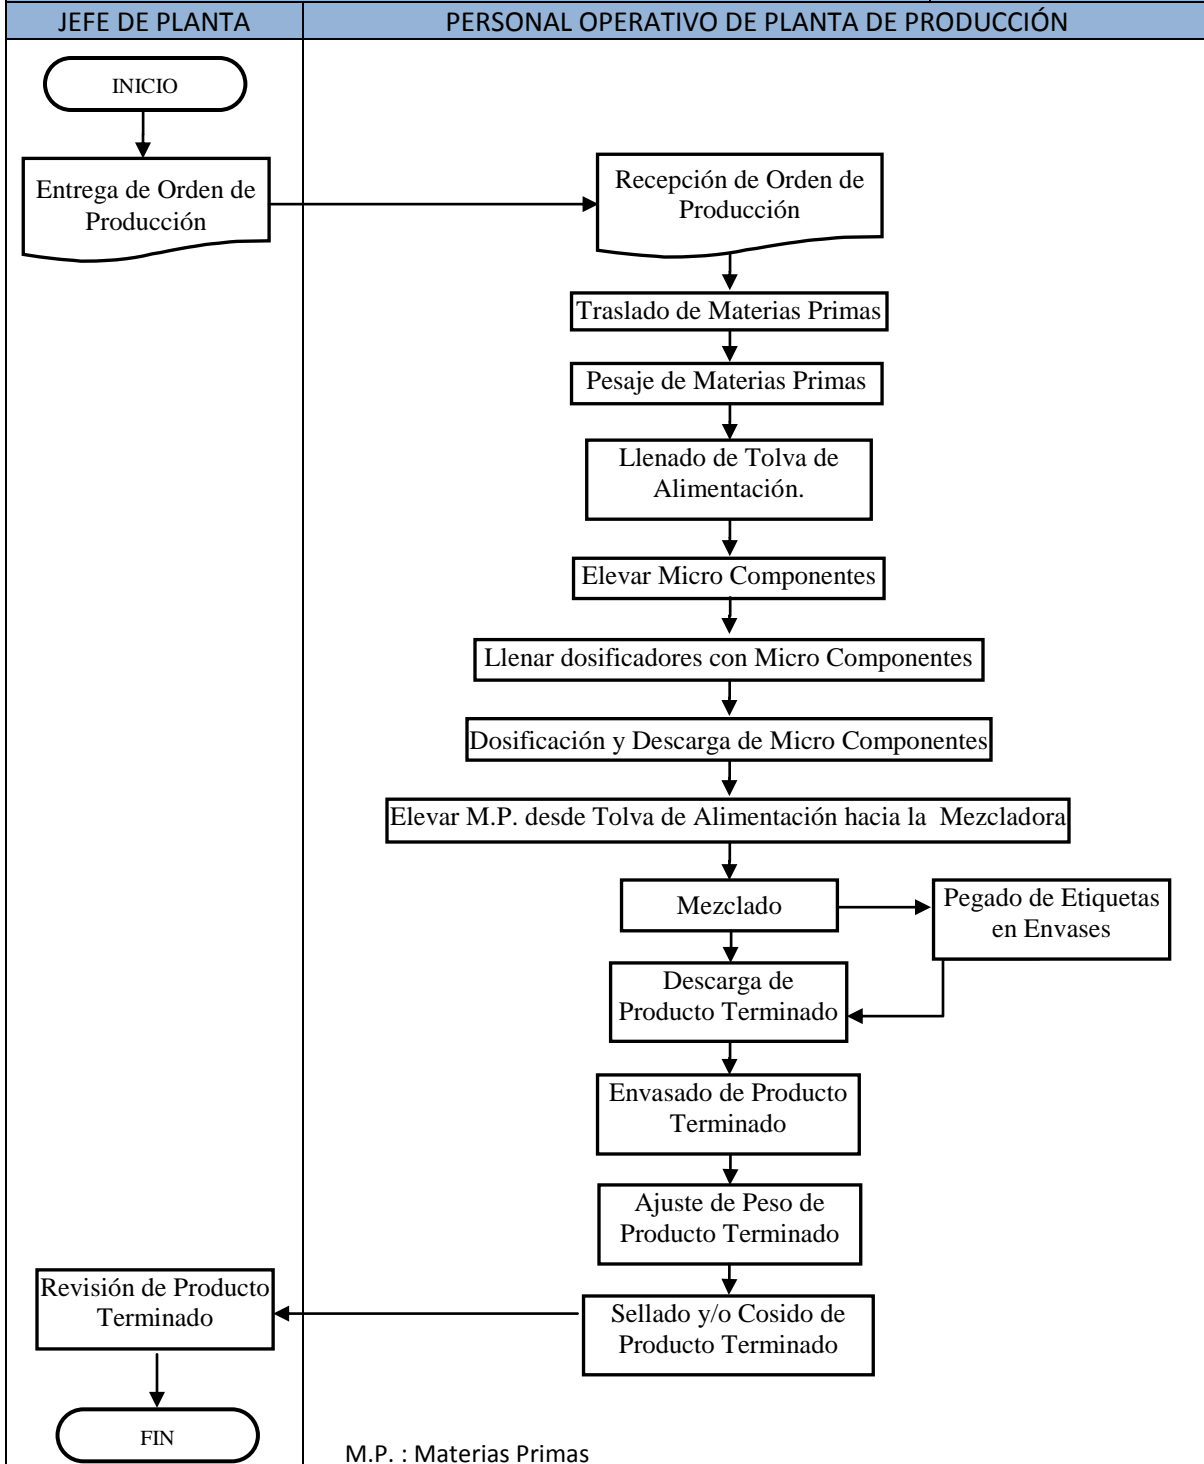 JEFE DE PLANTA
PERSONAL OPERATIVO DE PLANTA DE PRODUCCIÓN
INICIO
Entrega de Orden de
Producción
Recepción de Orden de
Producción
Traslado de Materias Primas
Pesaje de Materias Primas
Llenado de Tolva de
Alimentación.
Elevar Micro Componentes
Llenar dosificadores con Micro Componentes
Dosificación y Descarga de Micro Componentes
Elevar M.P. desde Tolva de Alimentación hacia la  Mezcladora
Mezclado
Pegado de Etiquetas
en Envases
Descarga de
Producto Terminado
Envasado de Producto
Terminado
Ajuste de Peso de
Producto Terminado
Sellado y/o Cosido de
Producto Terminado
Revisión de Producto
Terminado
FIN
M.P. : Materias Primas